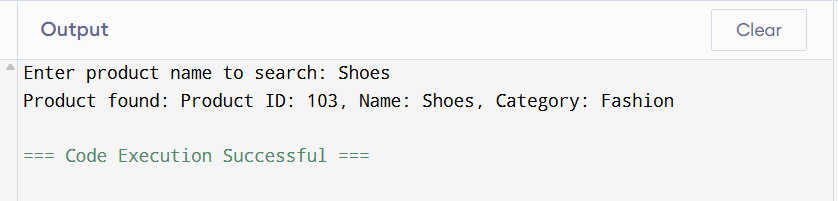 Output
Clear
Enter product name to search: Shoes
Product found: Product ID: 103, Name: Shoes, Category: Fashion
=== Code Execution Successful ===